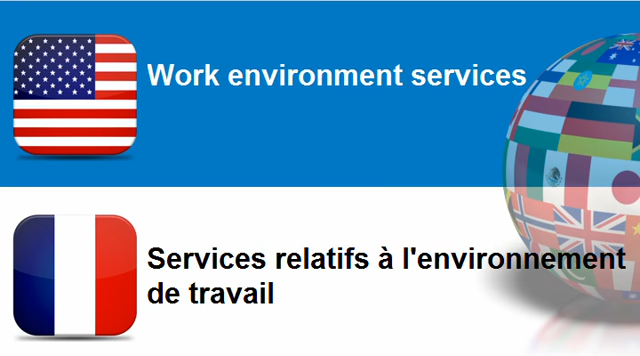 Work environment services
Services relatifs à l'environnement
de travail